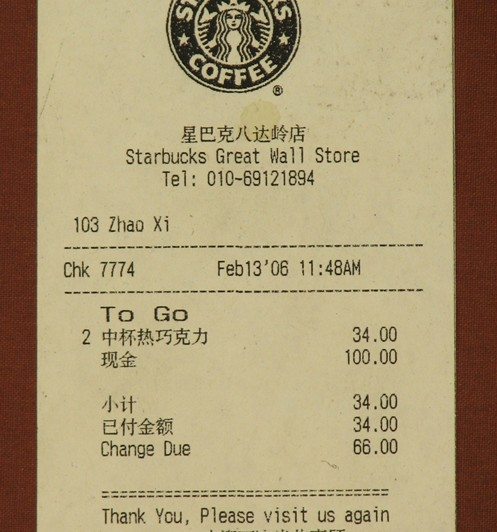 STARBUCKS
COFFEE
®
星巴克八达岭店
Starbucks Great Wall Store
Tel: 010-69121894
103 Zhao Xi
Chk 7774 Feb13'06 11:48AM
To Go
2 中杯热巧克力 34.00
现金 100.00
小计 34.00
已付金额 34.00
Change Due 66.00
Thank You, Please visit us again